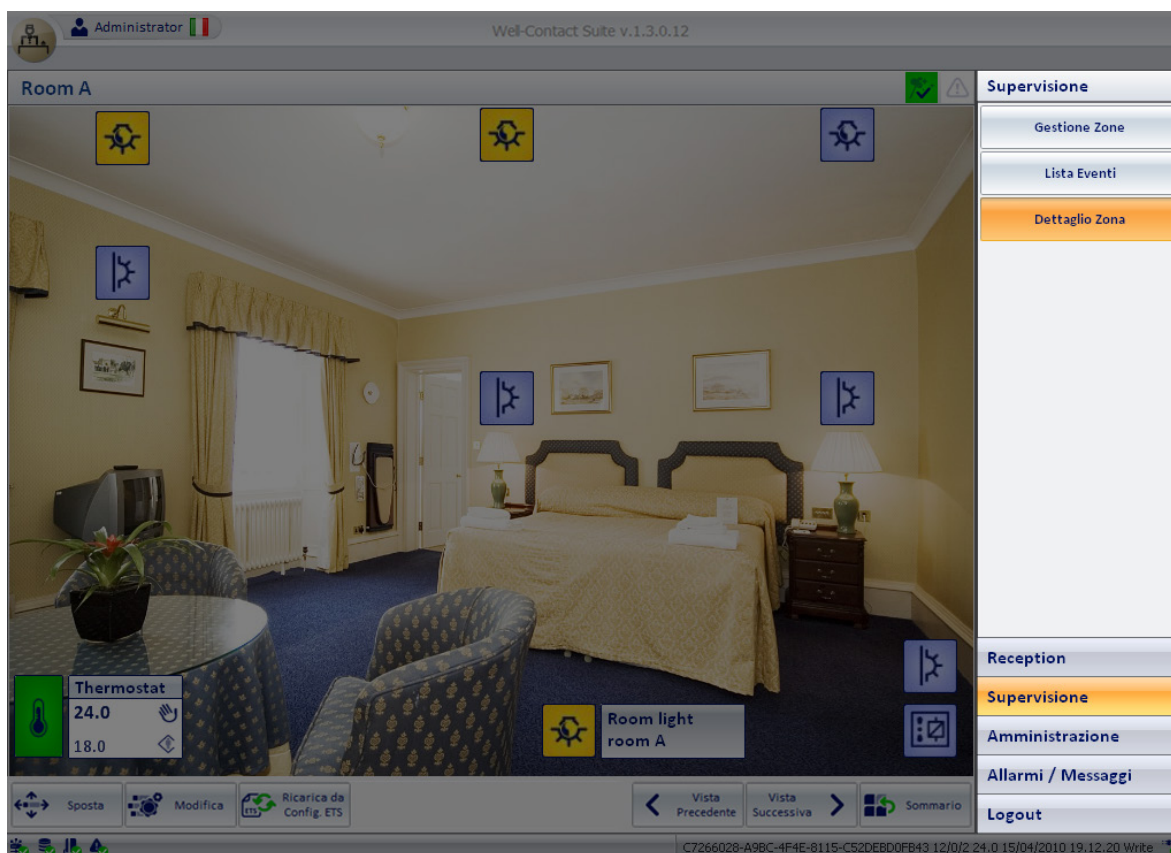 Administrator
Well-Contact Suite v.1.3.0.12
Room A
Supervisione
Gestione Zone
Lista Eventi
Dettaglio Zona
Thermostat
24.0
18.0
Room light
room A
Reception
Supervisione
Amministrazione
Allarmi / Messaggi
Logout
Sposta
Modifica
ETS
Ricarica da
Config. ETS
Vista
Precedente
Vista
Successiva
Sommario
C7266028-A9BC-4F4E-8115-C52DEBD0FB43 12/0/2 24.0 15/04/2010 19.12.20 Write